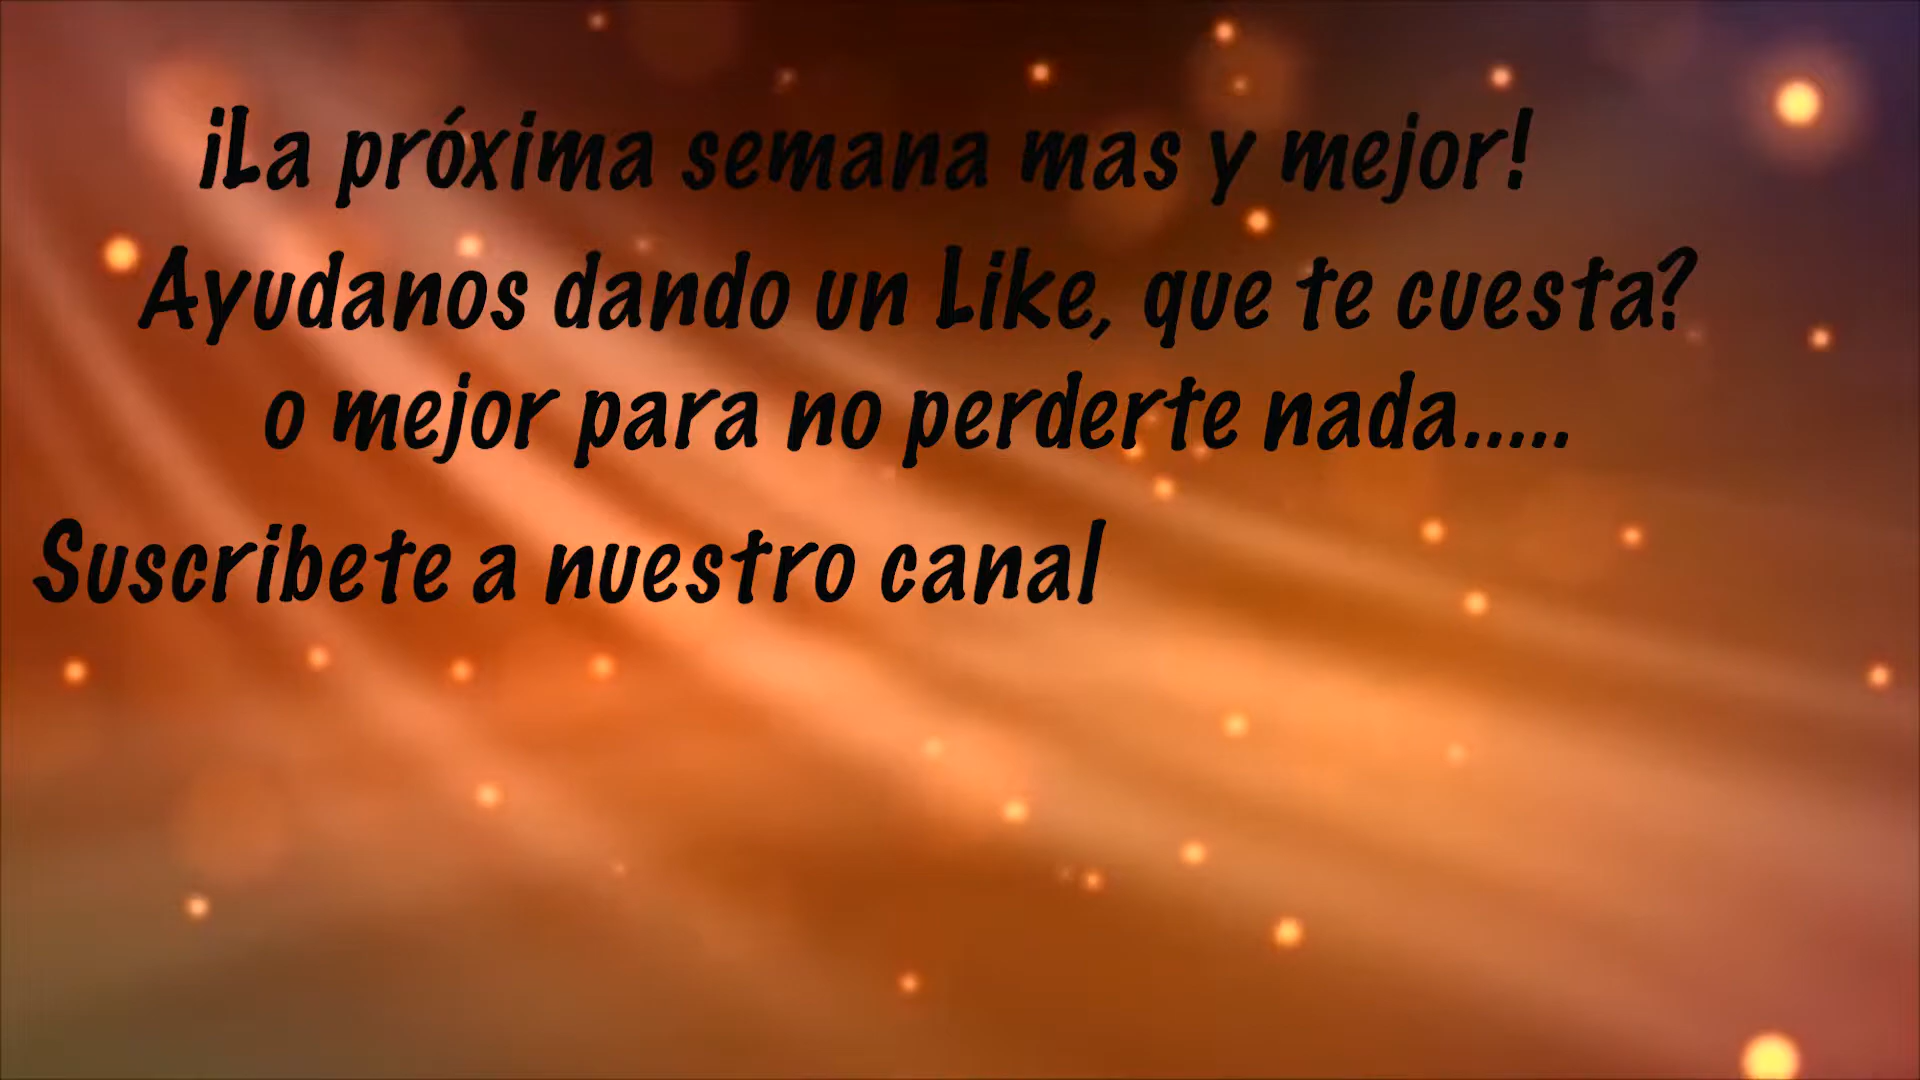 ¡La próxima semana mas y mejor!
Ayudanos dando un Like, que te cuesta?
o mejor para no perderte nada.....
Suscribete a nuestro canal